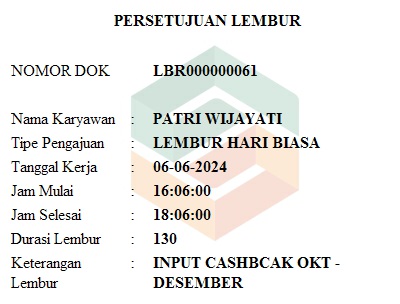 PERSETUJUAN LEMBUR
NOMOR DOK LBR000000061
Nama Karyawan : PATRI WIJAYATI
Tipe Pengajuan : LEMBUR HARI BIASA
Tanggal Kerja : 06-06-2024
Jam Mulai : 16:06:00
Jam Selesai : 18:06:00
Durasi Lembur : 130
Keterangan : INPUT CASHBCAK OKT -
Lembur DESEMBER